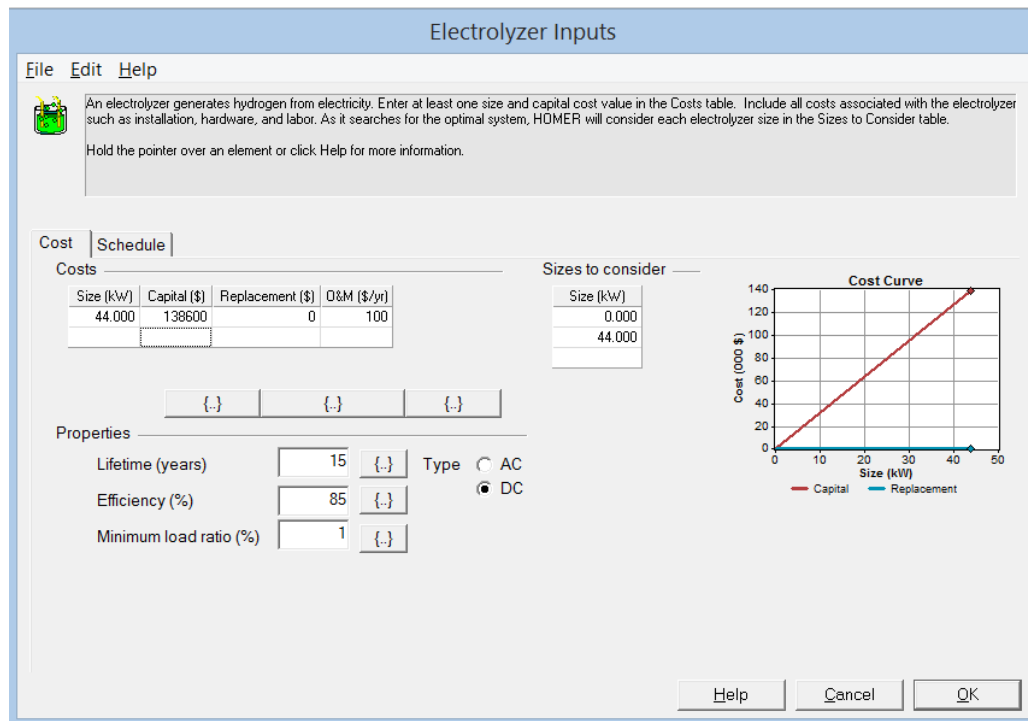 Electrolyzer Inputs
File Edit Help
An electrolyzer generates hydrogen from electricity. Enter at least one size and capital cost value in the Costs table. Include all costs associated with the electrolyzer
such as installation, hardware, and labor. As it searches for the optimal system, HOMER will consider each electrolyzer size in the Sizes to Consider table.
Hold the pointer over an element or click Help for more information.
Cost Schedule
Costs
Size (kW) Capital ($) Replacement ($) O&M ($/yr)
44.000 138600 0 100
{..} {..} {..}
Sizes to consider
Size (kW)
0.000
44.000
Cost Curve
Cost (000 $)
140
120
100
80
60
40
20
0
0 10 20 30 40 50
Size (kW)
Capital Replacement
Properties
Lifetime (years) 15 {..} Type AC
DC
Efficiency (%) 85 {..}
Minimum load ratio (%) 1 {..}
Help Cancel OK